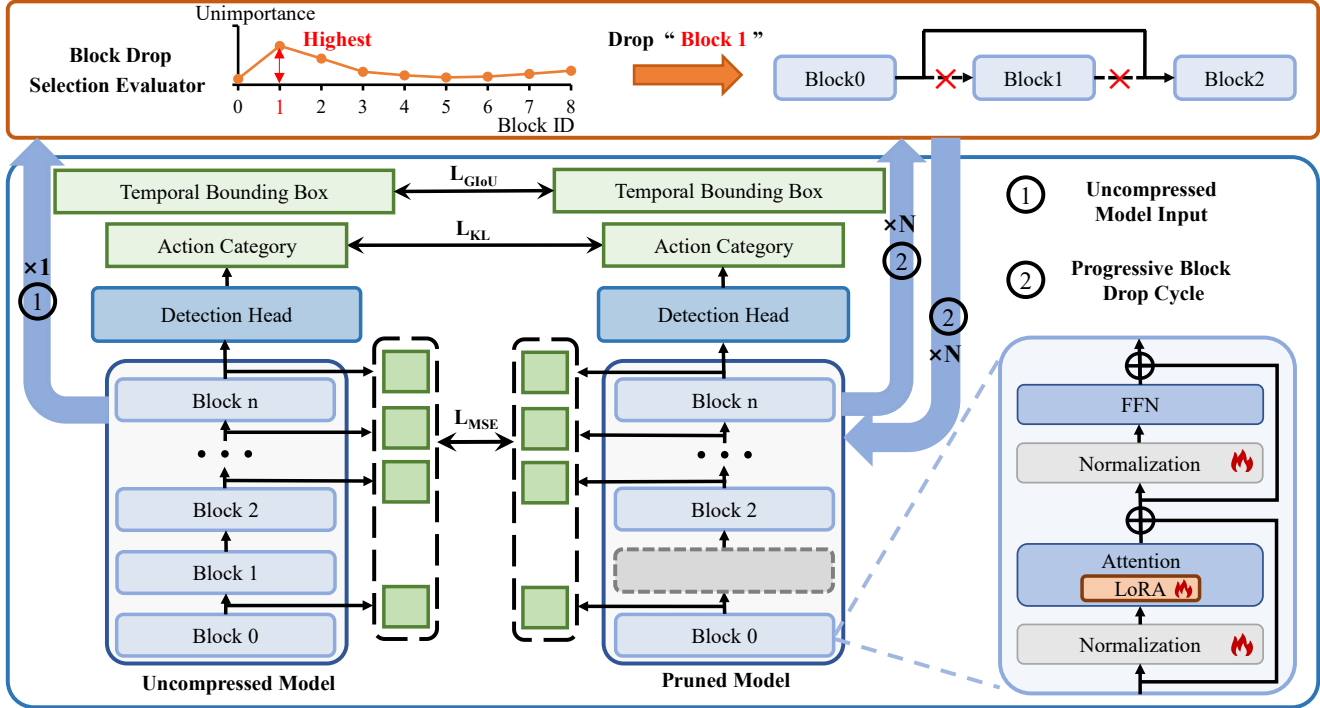 Unimportance
Block Drop
Selection Evaluator
Highest
0 1 2 3 4 5 6 7 8
Block ID
Drop “ Block 1 ”
Block0
Block1
Block2
Temporal Bounding Box
L_GIoU
Temporal Bounding Box
Action Category
L_KL
Action Category
×1
1
Detection Head
Detection Head
×N
2
2
×N
1
Uncompressed
Model Input
2
Progressive Block
Drop Cycle
Block n
• • •
Block 2
Block 1
Block 0
Uncompressed Model
L_MSE
Block n
• • •
Block 2
Block 0
Pruned Model
FFN
Normalization
Attention
LoRA
Normalization